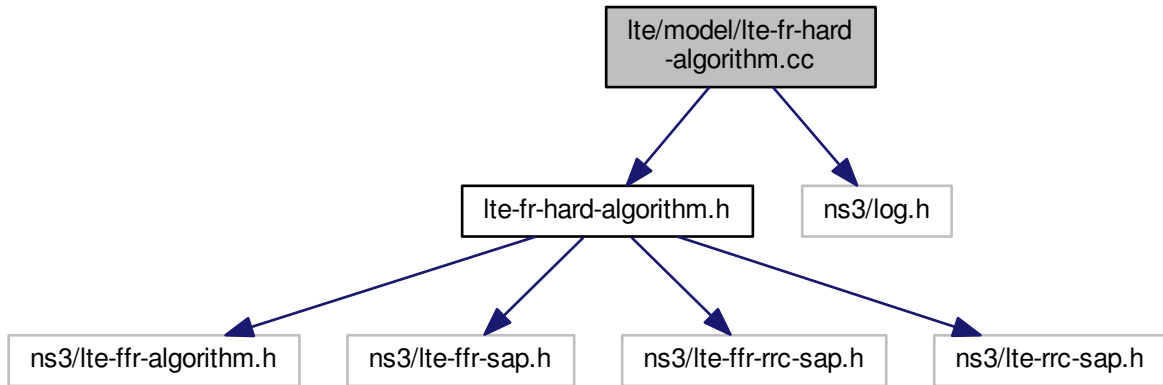 lte/model/lte-fr-hard
-algorithm.cc
lte-fr-hard-algorithm.h
ns3/log.h
ns3/lte-ffr-algorithm.h
ns3/lte-ffr-sap.h
ns3/lte-ffr-rrc-sap.h
ns3/lte-rrc-sap.h